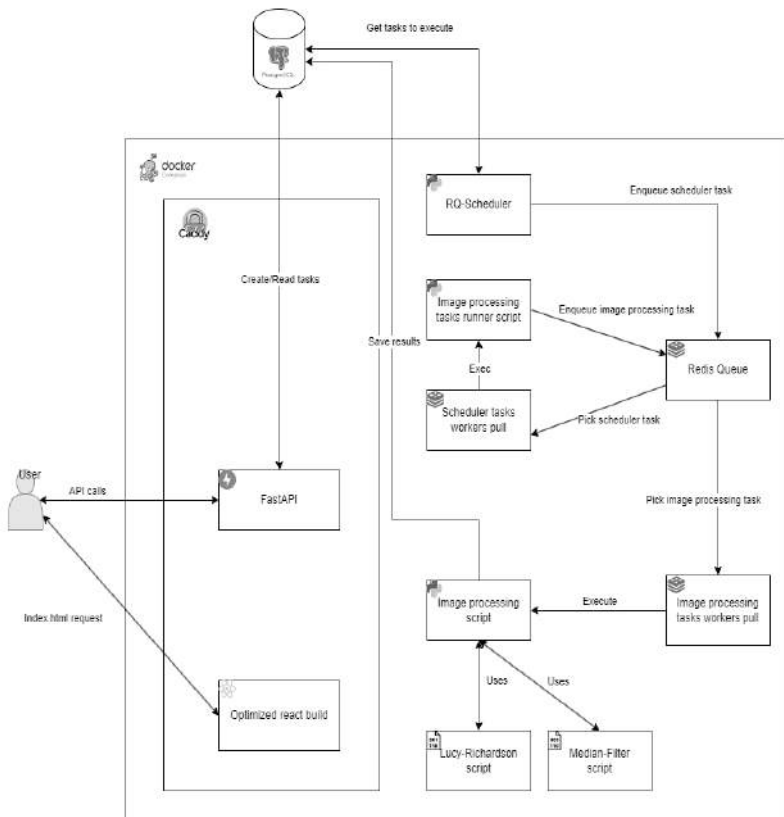 Get tasks to execute
PostgreSQL
docker
RQ-Scheduler
Enqueue scheduler task
Caddy
Create/Read tasks
Image processing
tasks runner script
Enqueue image processing task
Save results
Exec
Redis Queue
Scheduler tasks
workers pull
Pick scheduler task
User
API calls
FastAPI
Pick image processing task
Image processing
script
Execute
Image processing
tasks workers pull
Index html request
Uses
Uses
Optimized react build
Lucy-Richardson
script
Median-Filter
script